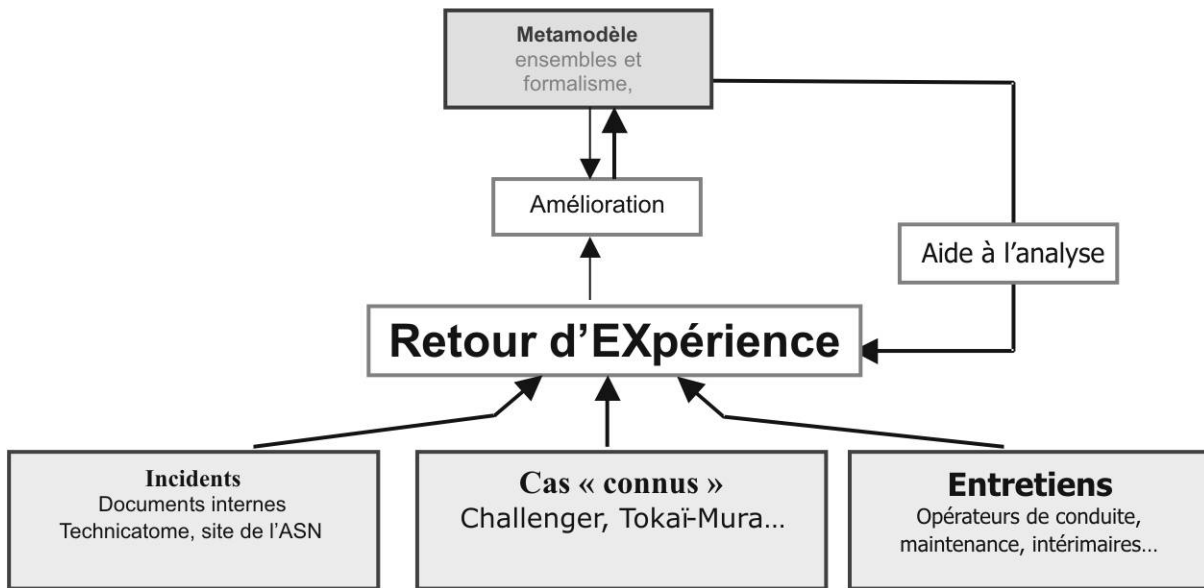 Metamodèle
ensembles et
formalisme,
Amélioration
Aide à l’analyse
Retour d’EXpérience
Incidents
Documents internes
Technicatome, site de l’ASN
Cas « connus »
Challenger, Tokaï-Mura…
Entretiens
Opérateurs de conduite,
maintenance, intérimaires…